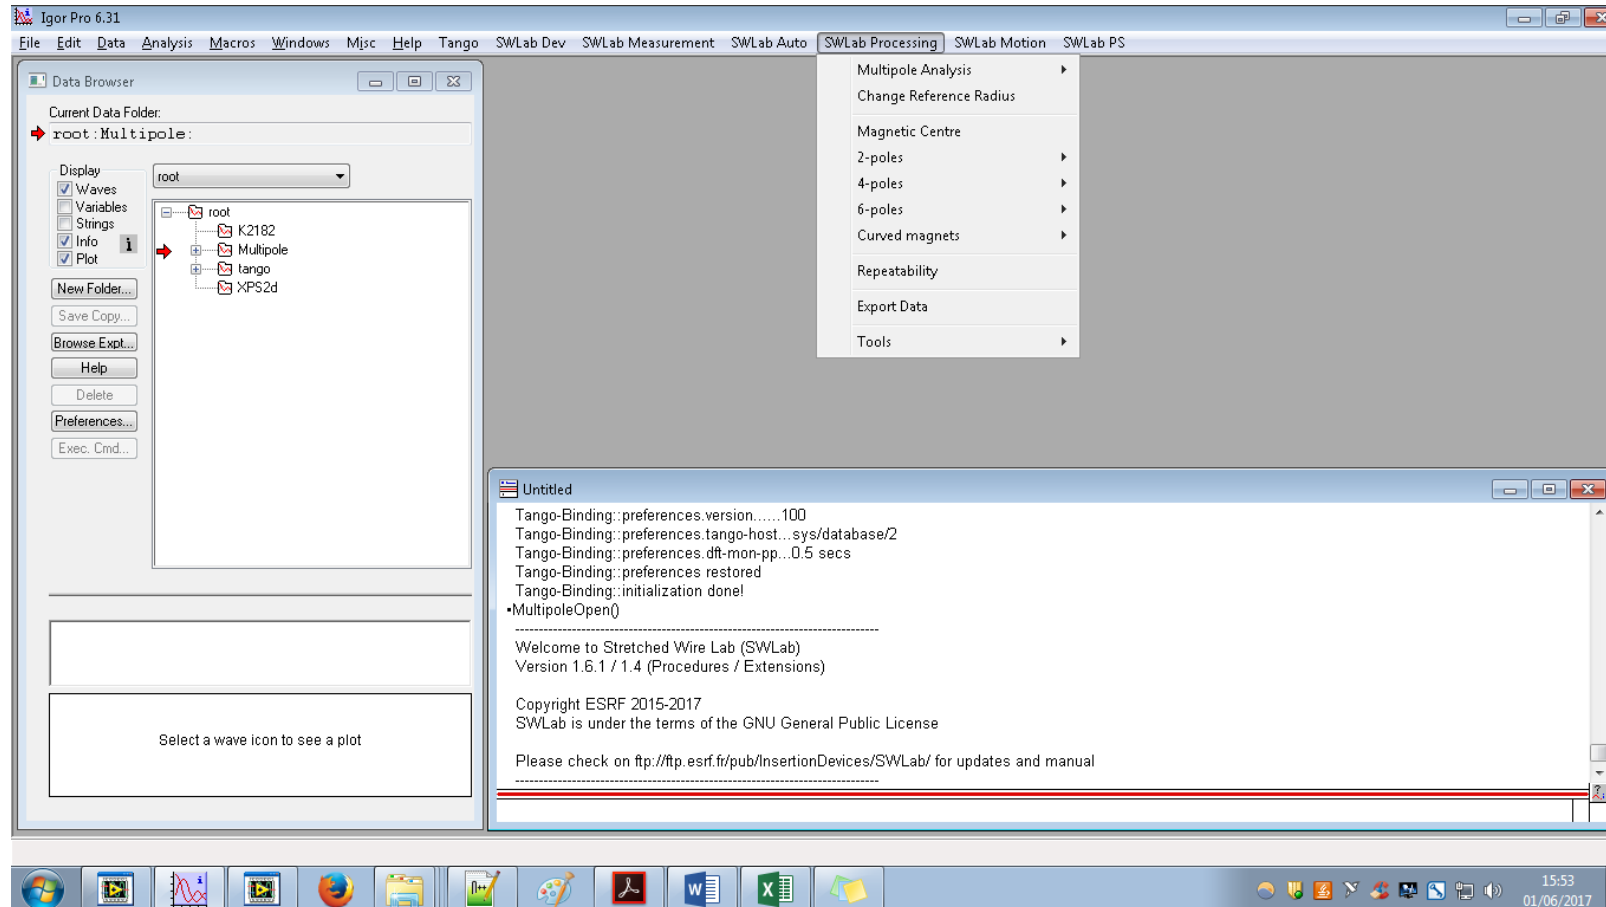 Igor Pro 6.31
File Edit Data Analysis Macros Windows Misc Help Tango SWLab Dev SWLab Measurement SWLab Auto SWLab Processing SWLab Motion SWLab PS
Data Browser
Current Data Folder:
root:Multipole:
Display
Waves
Variables
Strings
Info
i
Plot
New Folder...
Save Copy...
Browse Expt...
Help
Delete
Preferences...
Exec. Cmd...
root
root
K2182
Multipole
tango
XPS2d
Select a wave icon to see a plot
Multipole Analysis
Change Reference Radius
Magnetic Centre
2-poles
4-poles
6-poles
Curved magnets
Repeatability
Export Data
Tools
Untitled
Tango-Binding::preferences.version......100
Tango-Binding::preferences.tango-host...sys/database/2
Tango-Binding::preferences.dft-mon-pp...0.5 secs
Tango-Binding::preferences restored
Tango-Binding::initialization done!
•MultipoleOpen()
--------------------------------------------------------------------------------
Welcome to Stretched Wire Lab (SWLab)
Version 1.6.1 / 1.4 (Procedures / Extensions)
Copyright ESRF 2015-2017
SWLab is under the terms of the GNU General Public License
Please check on ftp://ftp.esrf.fr/pub/InsertionDevices/SWLab/ for updates and manual
--------------------------------------------------------------------------------
15:53
01/06/2017